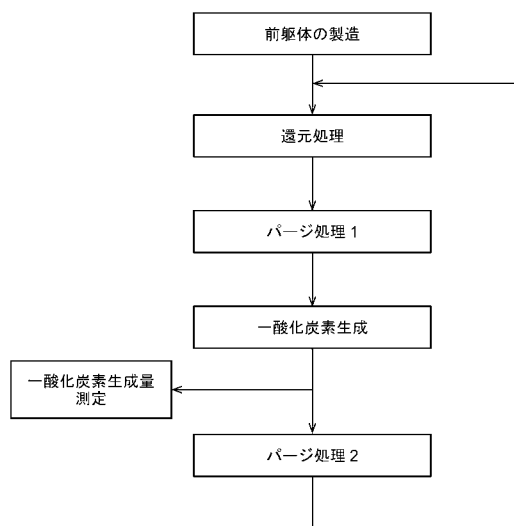 前躯体の製造
還元処理
パージ処理1
一酸化炭素生成
一酸化炭素生成量
測定
パージ処理2